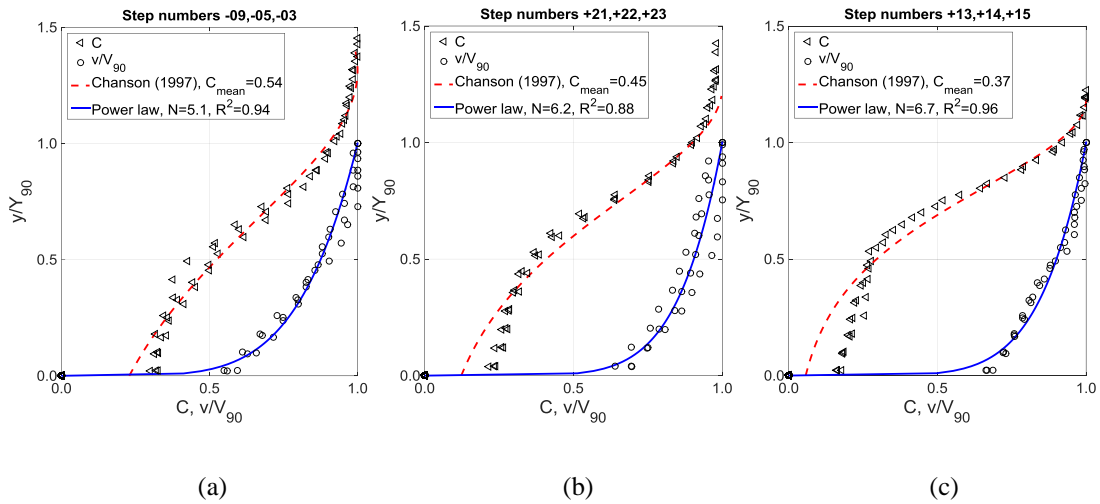 Step numbers -09,-05,-03
1.5
1.0
0.5
0.0
y/Y90
C
v/V90
Chanson (1997), Cmean=0.54
Power law, N=5.1, R2=0.94
0.0
0.5
1.0
C, v/V90
(a)
Step numbers +21,+22,+23
1.5
1.0
0.5
0.0
y/Y90
C
v/V90
Chanson (1997), Cmean=0.45
Power law, N=6.2, R2=0.88
0.0
0.5
1.0
C, v/V90
(b)
Step numbers +13,+14,+15
1.5
1.0
0.5
0.0
y/Y90
C
v/V90
Chanson (1997), Cmean=0.37
Power law, N=6.7, R2=0.96
0.0
0.5
1.0
C, v/V90
(c)